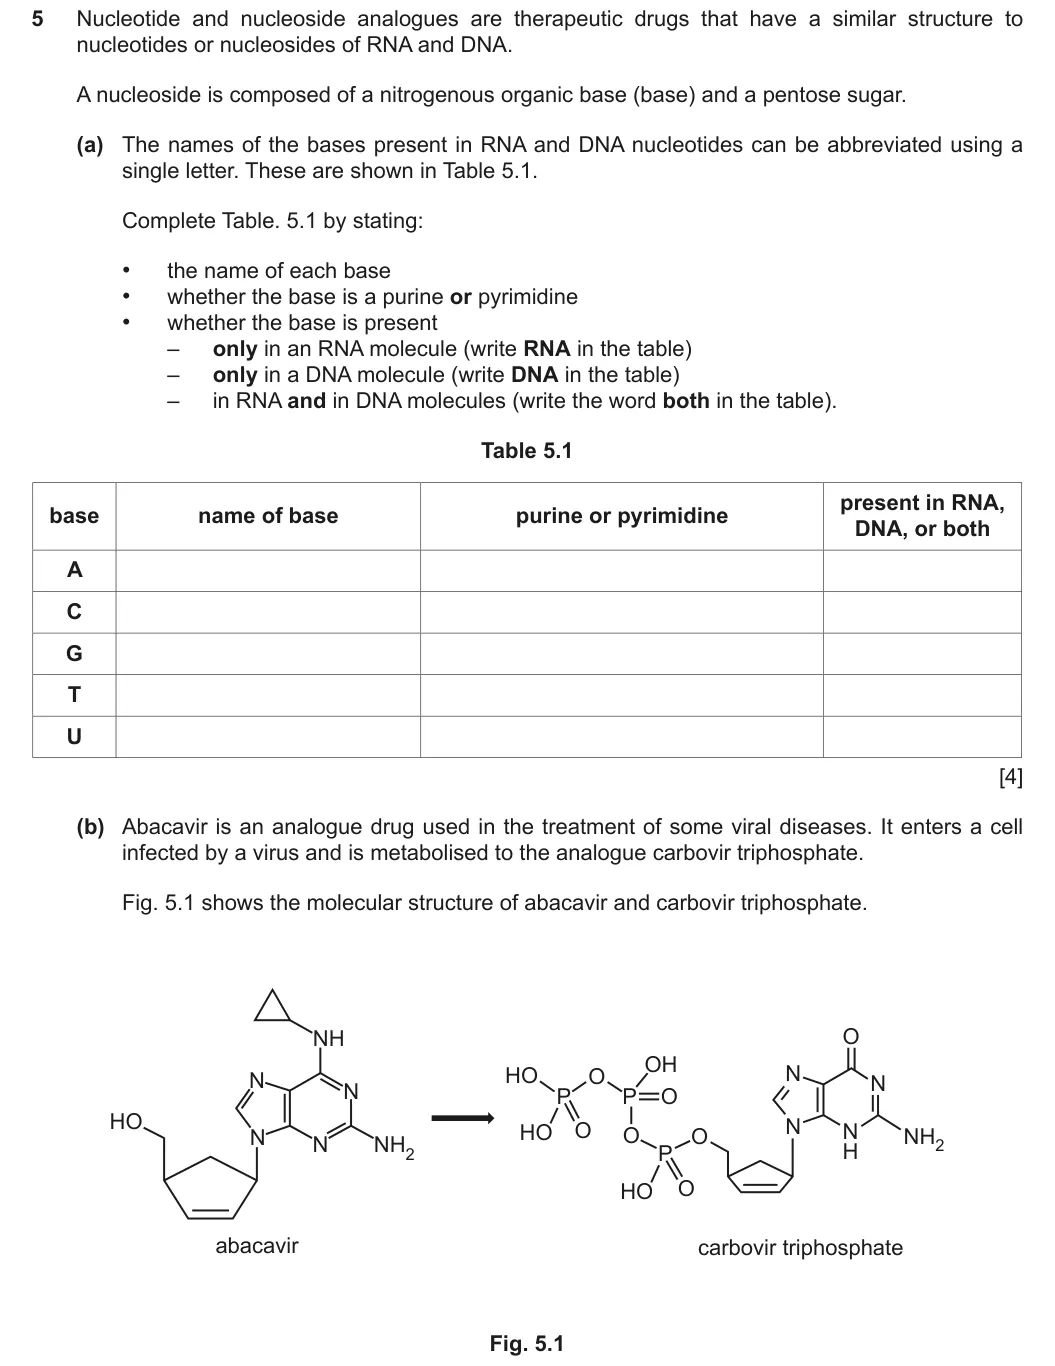 5 Nucleotide and nucleoside analogues are therapeutic drugs that have a similar structure to
nucleotides or nucleosides of RNA and DNA.
A nucleoside is composed of a nitrogenous organic base (base) and a pentose sugar.
(a) The names of the bases present in RNA and DNA nucleotides can be abbreviated using a
single letter. These are shown in Table 5.1.
Complete Table. 5.1 by stating:
• the name of each base
• whether the base is a purine or pyrimidine
• whether the base is present
– only in an RNA molecule (write RNA in the table)
– only in a DNA molecule (write DNA in the table)
– in RNA and in DNA molecules (write the word both in the table).
Table 5.1
base name of base purine or pyrimidine present in RNA,
DNA, or both
A
C
G
T
U
[4]
(b) Abacavir is an analogue drug used in the treatment of some viral diseases. It enters a cell
infected by a virus and is metabolised to the analogue carbovir triphosphate.
Fig. 5.1 shows the molecular structure of abacavir and carbovir triphosphate.
NH
N N
HO
N N NH2
abacavir
O
HO O OH N N
P P O
HO O O O N N NH2
P H
HO O
carbovir triphosphate
Fig. 5.1